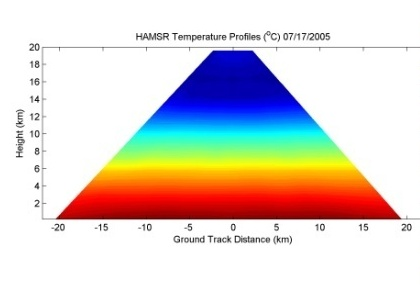 HAMSR Temperature Profiles (°C) 07/17/2005
20
18
16
14
12
10
8
6
4
2
Height (km)
-20 -15 -10 -5 0 5 10 15 20
Ground Track Distance (km)